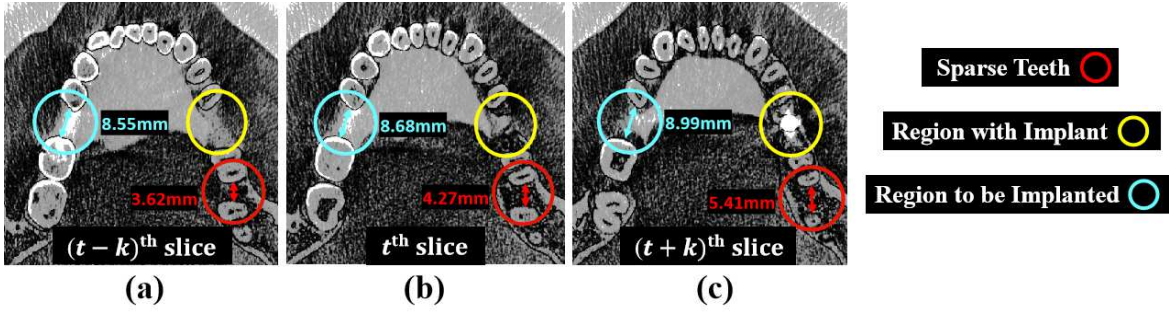 8.55mm
3.62mm
(t − k)th slice
(a)
8.68mm
4.27mm
tth slice
(b)
8.99mm
5.41mm
(t + k)th slice
(c)
Sparse Teeth
Region with Implant
Region to be Implanted